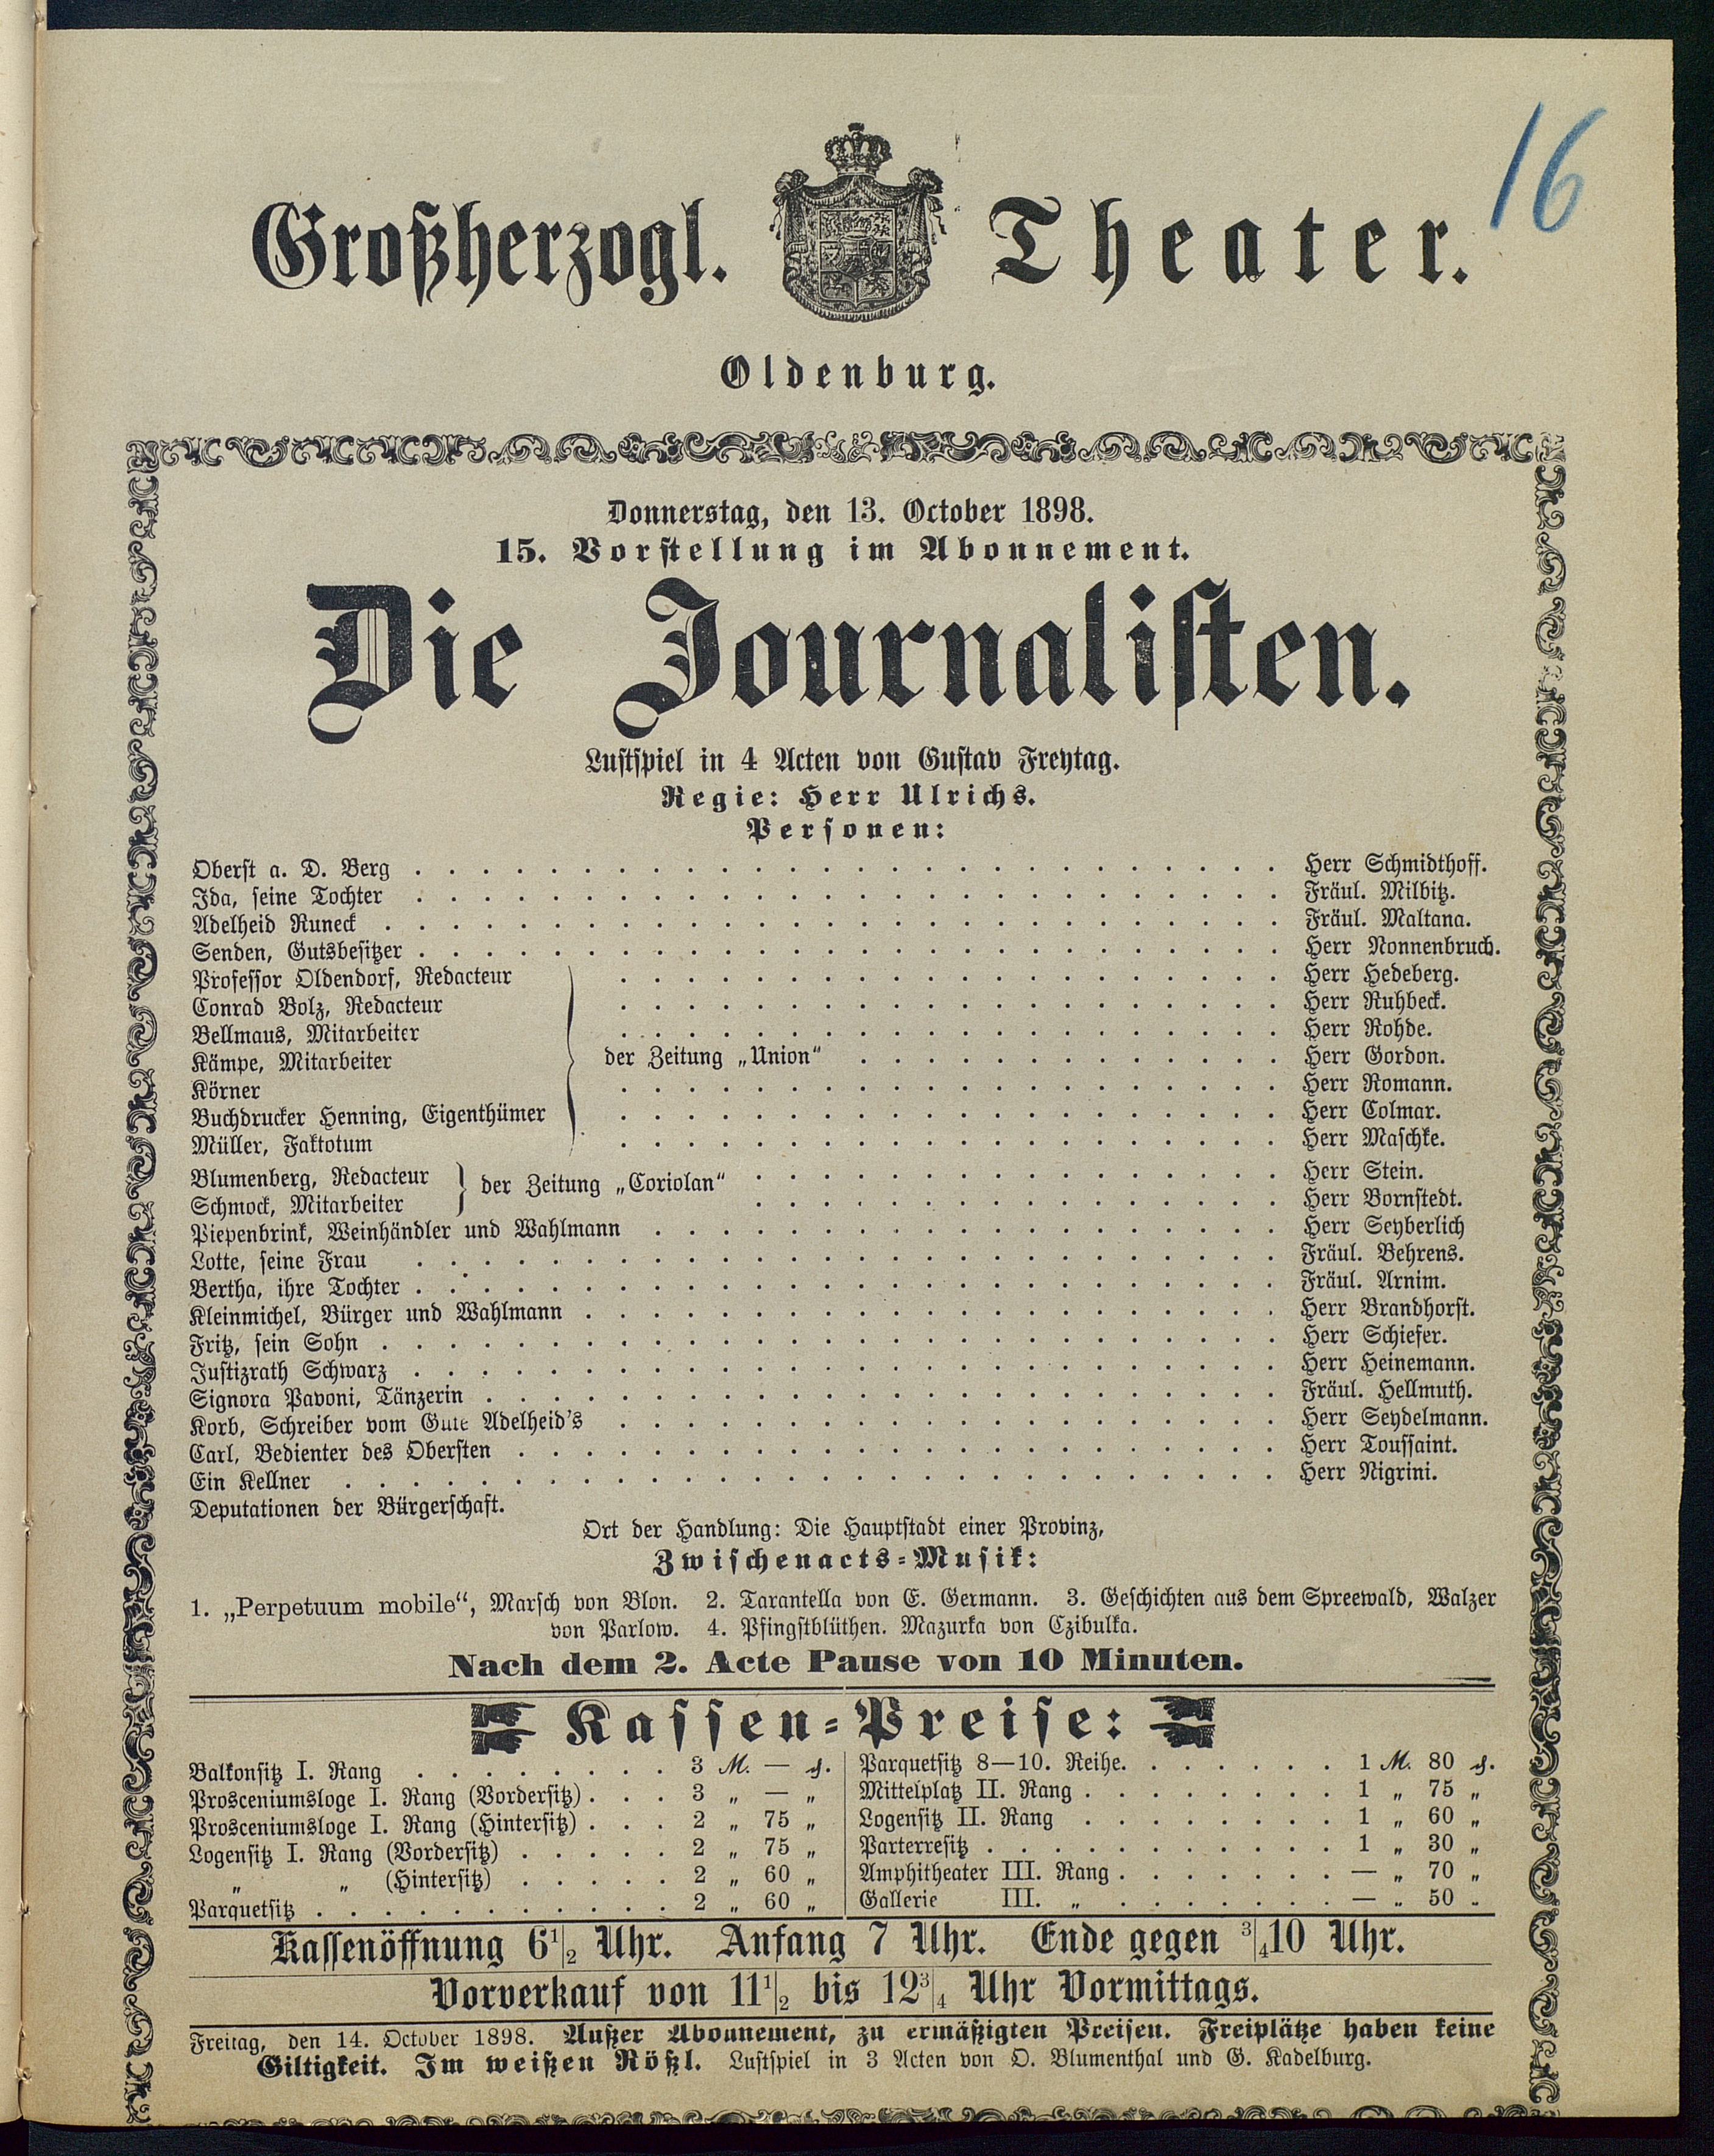 16
Großherzogl. Theater.
Oldenburg.
Donnerstag, den 13. October 1898.
15. Vorstellung im Abonnement.
Die Journalisten.
Lustspiel in 4 Acten von Gustav Freytag.
Regie: Herr Ulrichs.
Personen:
Oberst a. D. Berg . . . Herr Schmidthoff.
Ida, seine Tochter . . . Fräul. Milbitz.
Adelheid Runeck . . . Fräul. Maltana.
Senden, Gutsbesitzer . . . Herr Nonnenbruch.
Professor Oldendorf, Redacteur . . . Herr Hedeberg.
Conrad Bolz, Redacteur . . . Herr Ruhbeck.
Bellmaus, Mitarbeiter . . . Herr Rohde.
Kämpe, Mitarbeiter der Zeitung „Union“ . . . Herr Gordon.
Körner . . . Herr Romann.
Buchdrucker Henning, Eigenthümer . . . Herr Colmar.
Müller, Faktotum . . . Herr Maschke.
Blumenberg, Redacteur } der Zeitung „Coriolan“ . . . Herr Stein.
Schmock, Mitarbeiter . . . Herr Bornstedt.
Piepenbrink, Weinhändler und Wahlmann . . . Herr Seyberlich
Lotte, seine Frau . . . Fräul. Behrens.
Bertha, ihre Tochter . . . Fräul. Arnim.
Kleinmichel, Bürger und Wahlmann . . . Herr Brandhorst.
Fritz, sein Sohn . . . Herr Schiefer.
Justizrath Schwarz . . . Herr Heinemann.
Signora Pavoni, Tänzerin . . . Fräul. Hellmuth.
Korb, Schreiber vom Gute Adelheid's . . . Herr Seydelmann.
Carl, Bedienter des Obersten . . . Herr Toussaint.
Ein Kellner . . . Herr Nigrini.
Deputationen der Bürgerschaft.
Ort der Handlung: Die Hauptstadt einer Provinz,
Zwischenacts-Musik:
1. „Perpetuum mobile“, Marsch von Blon. 2. Tarantella von E. Germann. 3. Geschichten aus dem Spreewald, Walzer
von Parlow. 4. Pfingstblüthen. Mazurka von Czibulka.
Nach dem 2. Acte Pause von 10 Minuten.
Kassen-Preise:
Balkonsitz I. Rang . . . 3 M. — ₰.
Prosceniumsloge I. Rang (Vordersitz) . . . 3 „ — „
Prosceniumsloge I. Rang (Hintersitz) . . . 2 „ 75 „
Logensitz I. Rang (Vordersitz) . . . 2 „ 75 „
„ „ (Hintersitz) . . . 2 „ 60 „
Parquetsitz . . . 2 „ 60 „
Parquetsitz 8—10. Reihe. . . . 1 M. 80 ₰.
Mittelplatz II. Rang . . . 1 „ 75 „
Logensitz II. Rang . . . 1 „ 60 „
Parterresitz . . . 1 „ 30 „
Amphitheater III. Rang . . . — „ 70 „
Gallerie III. „ . . . — „ 50 „
Kassenöffnung 6 1/2 Uhr. Anfang 7 Uhr. Ende gegen 3/4 10 Uhr.
Vorverkauf von 11 1/2 bis 12 3/4 Uhr Vormittags.
Freitag, den 14. October 1898. Außer Abonnement, zu ermäßigten Preisen. Freiplätze haben keine
Giltigkeit. Im weißen Rößl. Lustspiel in 3 Acten von O. Blumenthal und G. Kadelburg.